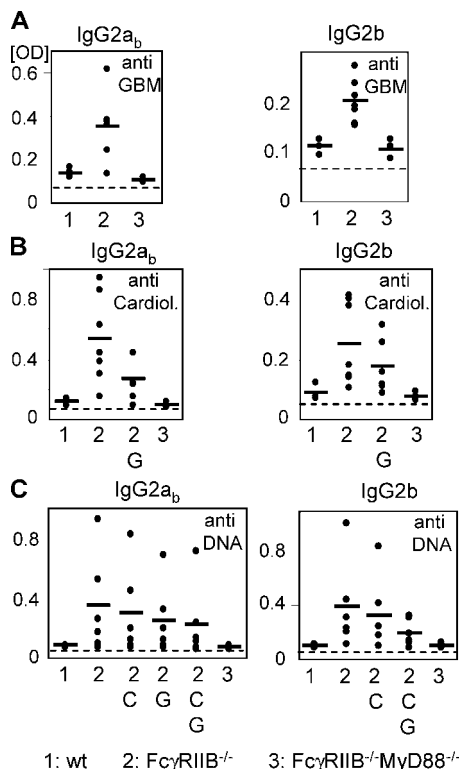 A
IgG2a_b
IgG2b
[OD]
0.6
0.4
0.2
0
anti
GBM
1 2 3
0.2
0.1
0
anti
GBM
1 2 3
B
IgG2a_b
IgG2b
0.8
0.4
0
anti
Cardiol.
1 2 2 3
G
0.4
0.2
0
anti
Cardiol.
1 2 2 3
G
C
IgG2a_b
IgG2b
0.8
0.4
0
anti
DNA
1 2 2 2 2 3
C G C
G
0.8
0.4
0
anti
DNA
1 2 2 2 3
C C
G
1: wt 2: FcγRIIB-/- 3: FcγRIIB-/-MyD88-/-